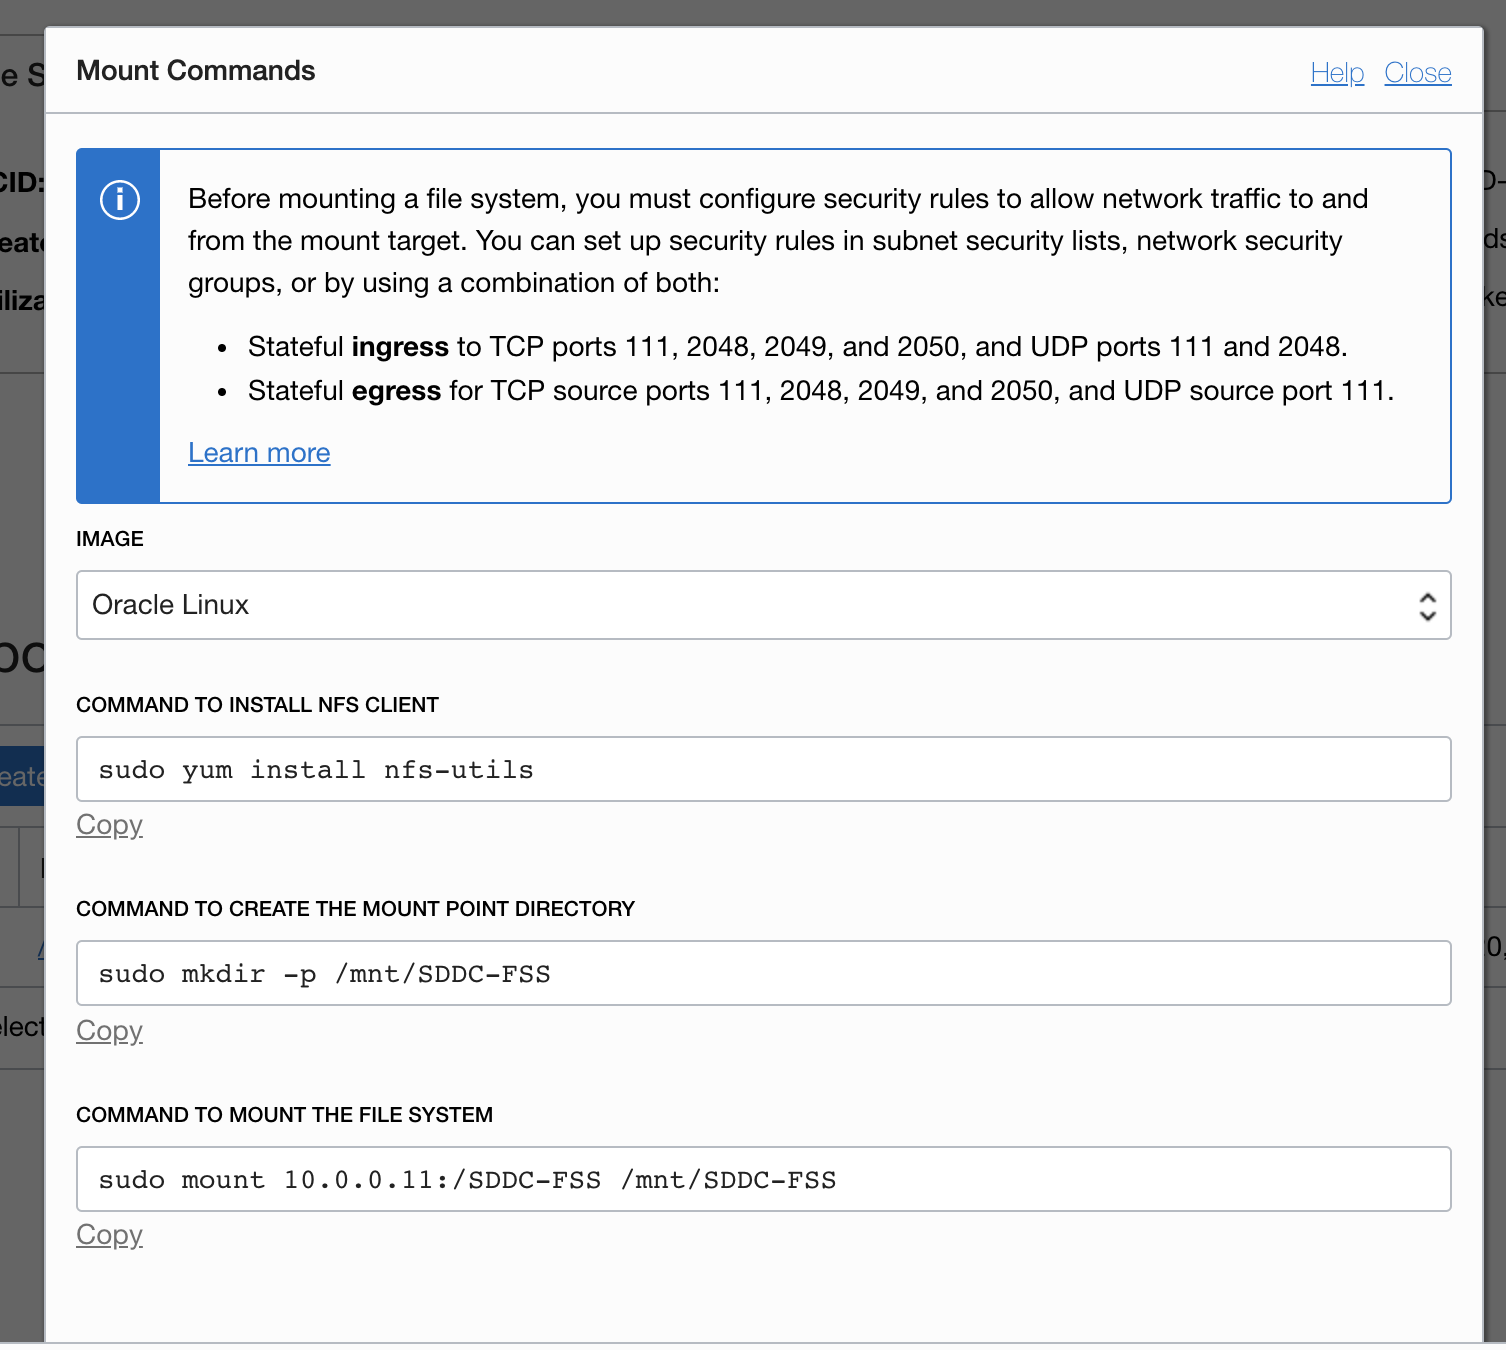 Mount Commands
Help Close
Before mounting a file system, you must configure security rules to allow network traffic to and
from the mount target. You can set up security rules in subnet security lists, network security
groups, or by using a combination of both:
• Stateful ingress to TCP ports 111, 2048, 2049, and 2050, and UDP ports 111 and 2048.
• Stateful egress for TCP source ports 111, 2048, 2049, and 2050, and UDP source port 111.
Learn more
IMAGE
Oracle Linux
COMMAND TO INSTALL NFS CLIENT
sudo yum install nfs-utils
Copy
COMMAND TO CREATE THE MOUNT POINT DIRECTORY
sudo mkdir -p /mnt/SDDC-FSS
Copy
COMMAND TO MOUNT THE FILE SYSTEM
sudo mount 10.0.0.11:/SDDC-FSS /mnt/SDDC-FSS
Copy